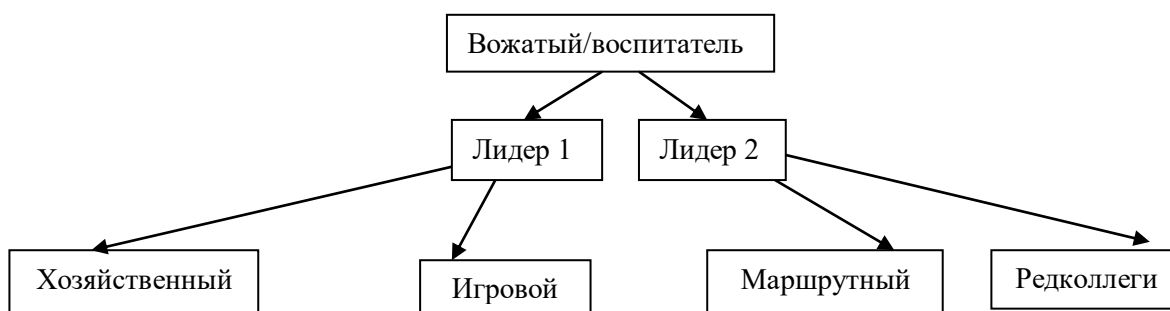 Вожатый/воспитатель
Лидер 1
Лидер 2
Хозяйственный
Игровой
Маршрутный
Редколлеги